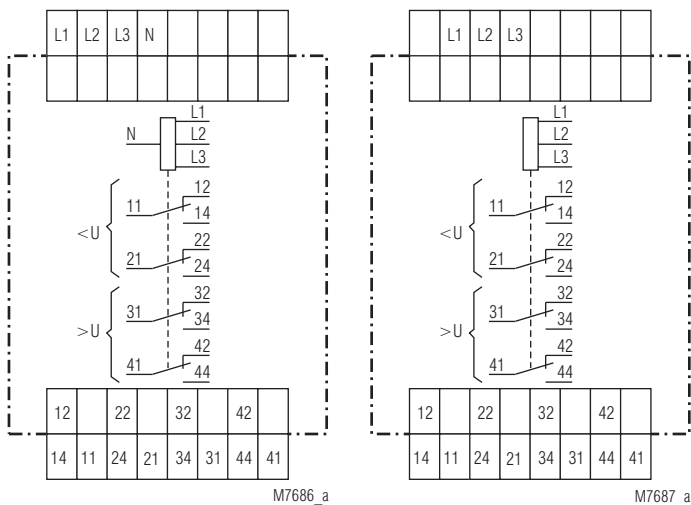 L1 L2 L3 N
L1
N L2
L3
12
11 14
<U
22
21 24
32
31 34
>U
42
41 44
12 22 32 42
14 11 24 21 34 31 44 41
M7686_a
L1 L2 L3
L1
L2
L3
12
11 14
<U
22
21 24
32
31 34
>U
42
41 44
12 22 32 42
14 11 24 21 34 31 44 41
M7687_a